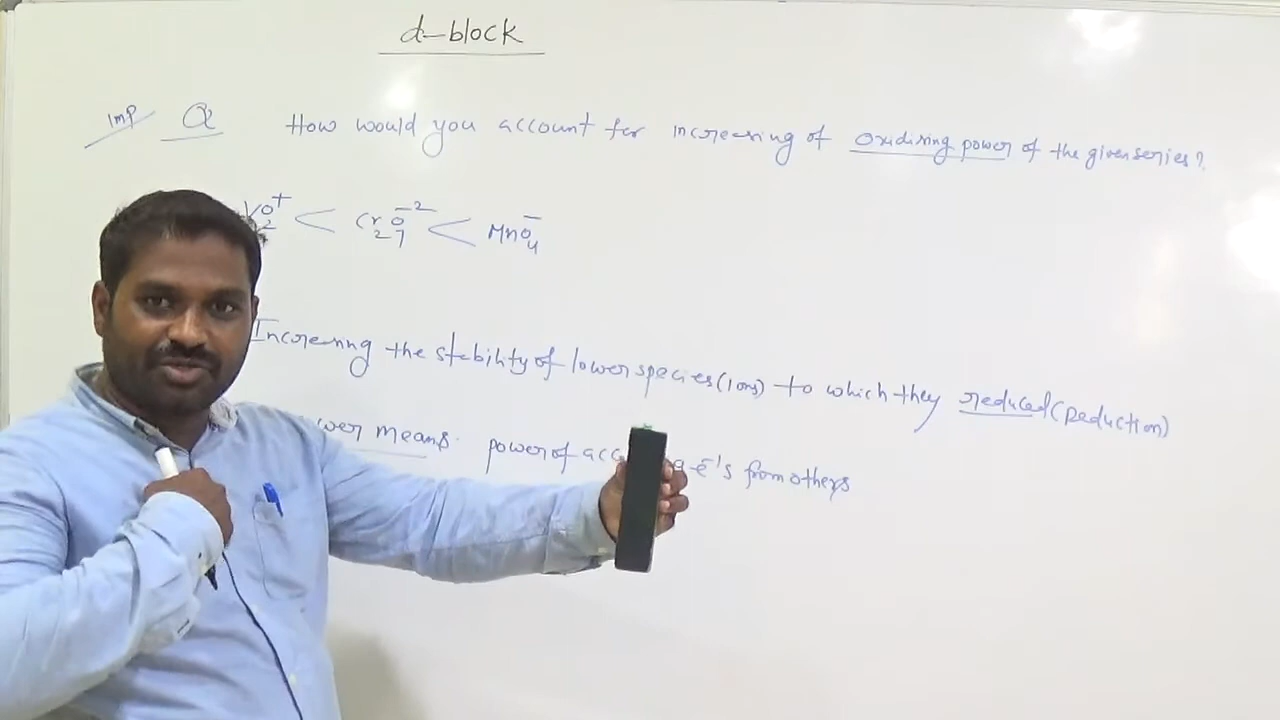 d-block
Imp Q How would you account for increasing of oxidising power of the given series?
VO2+ < Cr2O7-2 < MnO4-
Increasing the stability of lower species (Ions) to which they reduced (Reduction)
means power of e-'s from others